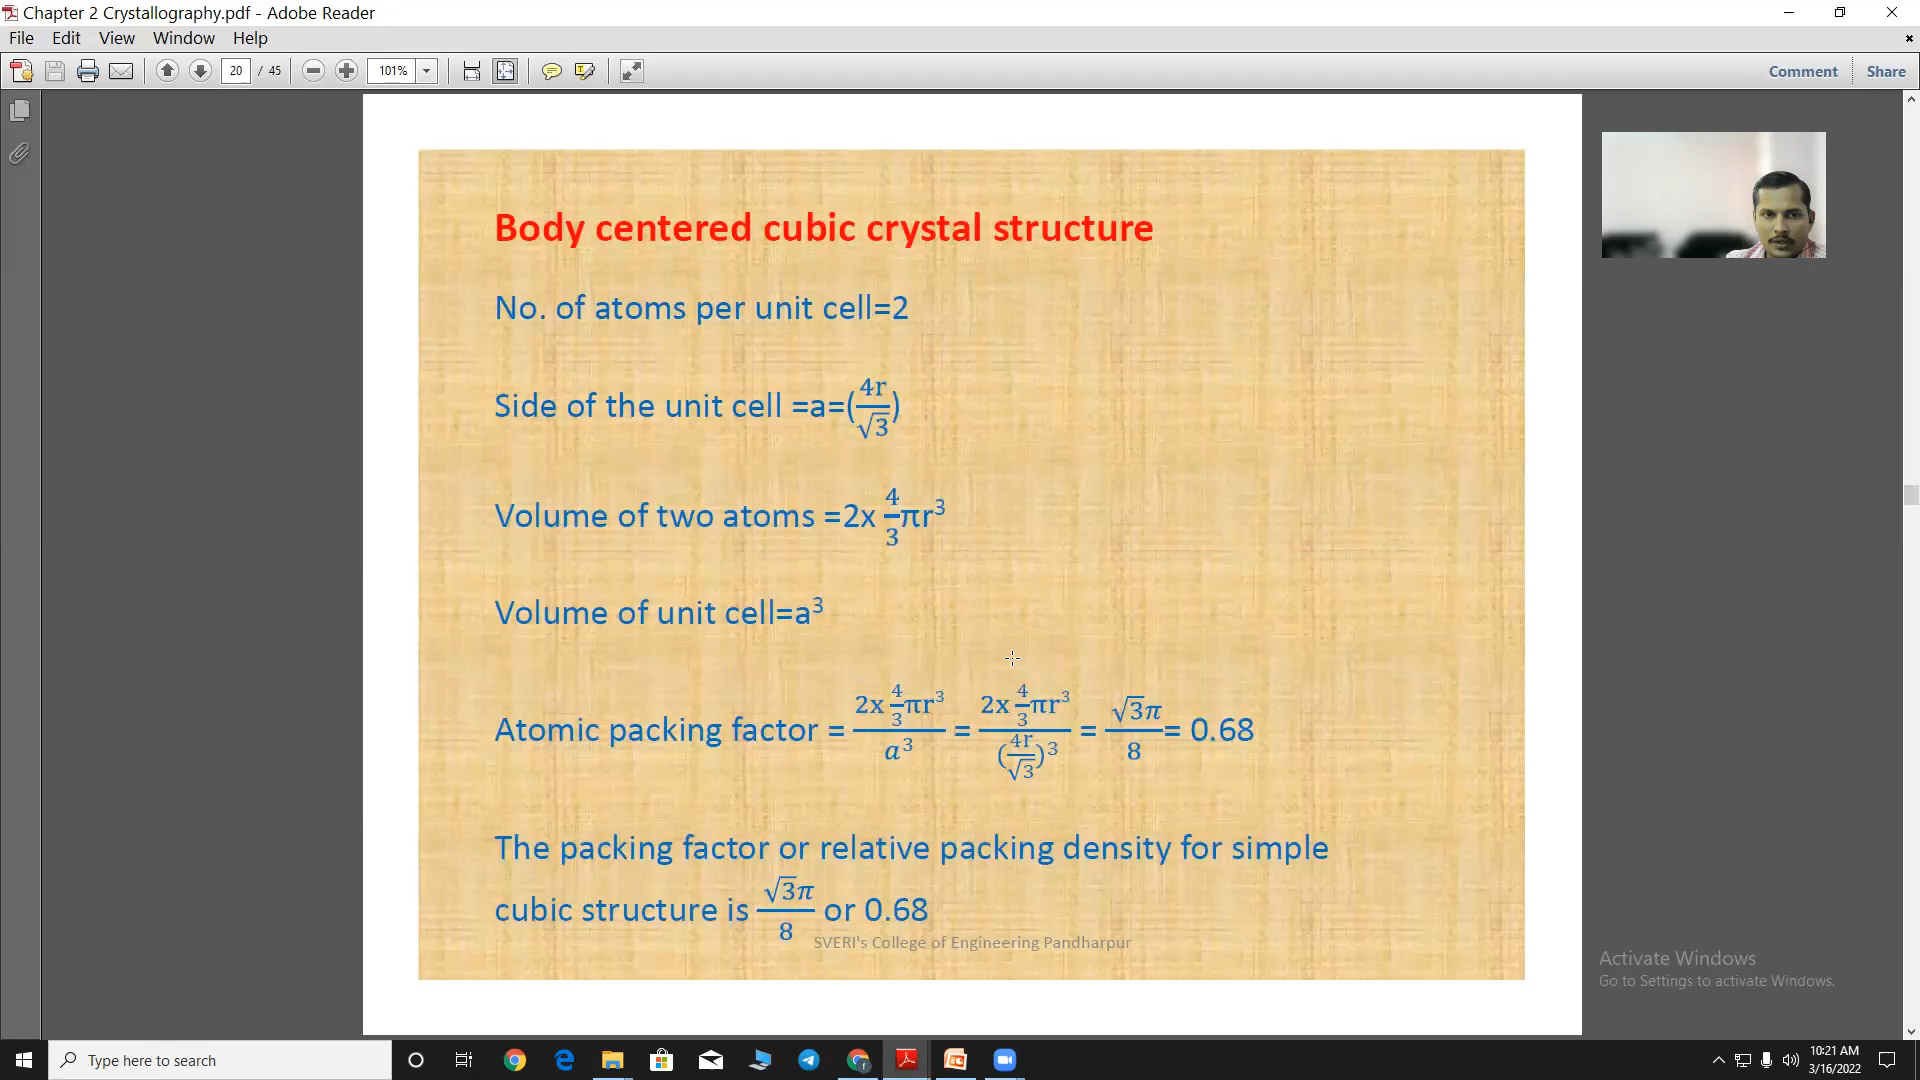 Chapter 2 Crystallography.pdf - Adobe Reader
File Edit View Window Help
20 / 45 101% Comment Share
Body centered cubic crystal structure
No. of atoms per unit cell=2
Side of the unit cell =a=(4r/√3)
Volume of two atoms =2x 4/3 πr³
Volume of unit cell=a³
Atomic packing factor = 2x 4/3 πr³ / a³ = 2x 4/3 πr³ / (4r/√3)³ = √3π/8 = 0.68
The packing factor or relative packing density for simple
cubic structure is √3π/8 or 0.68
SVERI's College of Engineering Pandharpur
Activate Windows
Go to Settings to activate Windows.
Type here to search
10:21 AM
3/16/2022